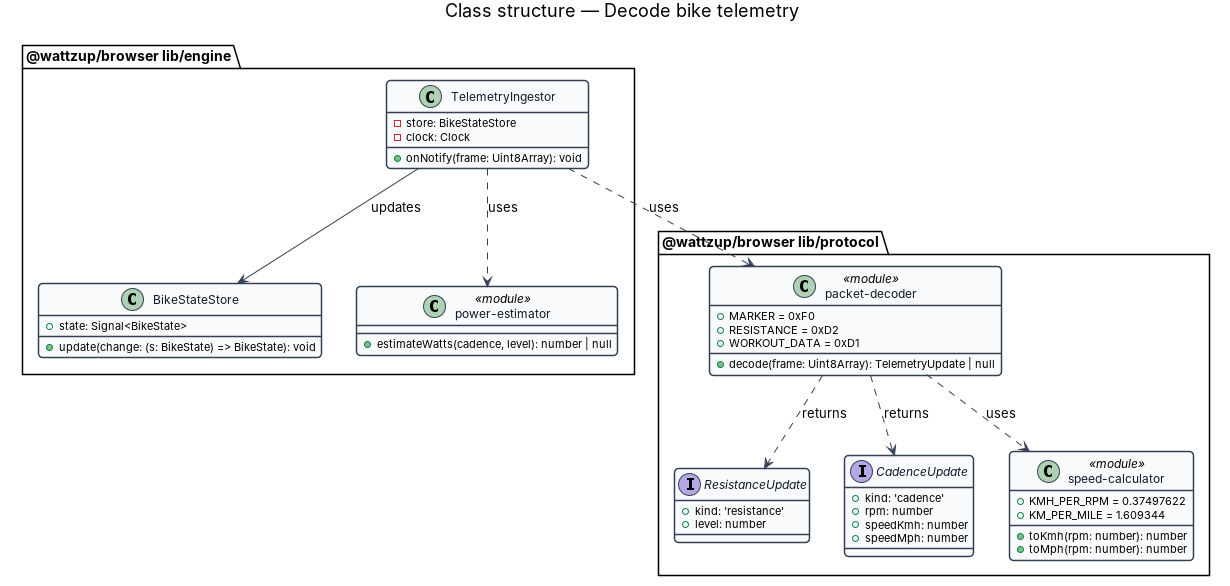 Class structure — Decode bike telemetry
@wattzup/browser lib/engine
C TelemetryIngestor
store: BikeStateStore
clock: Clock
onNotify(frame: Uint8Array): void
updates
uses
uses
C BikeStateStore
state: Signal<BikeState>
update(change: (s: BikeState) => BikeState): void
C «module»
power-estimator
estimateWatts(cadence, level): number | null
@wattzup/browser lib/protocol
C «module»
packet-decoder
MARKER = 0xF0
RESISTANCE = 0xD2
WORKOUT_DATA = 0xD1
decode(frame: Uint8Array): TelemetryUpdate | null
returns
returns
uses
I ResistanceUpdate
kind: 'resistance'
level: number
I CadenceUpdate
kind: 'cadence'
rpm: number
speedKmh: number
speedMph: number
C «module»
speed-calculator
KMH_PER_RPM = 0.37497622
KM_PER_MILE = 1.609344
toKmh(rpm: number): number
toMph(rpm: number): number